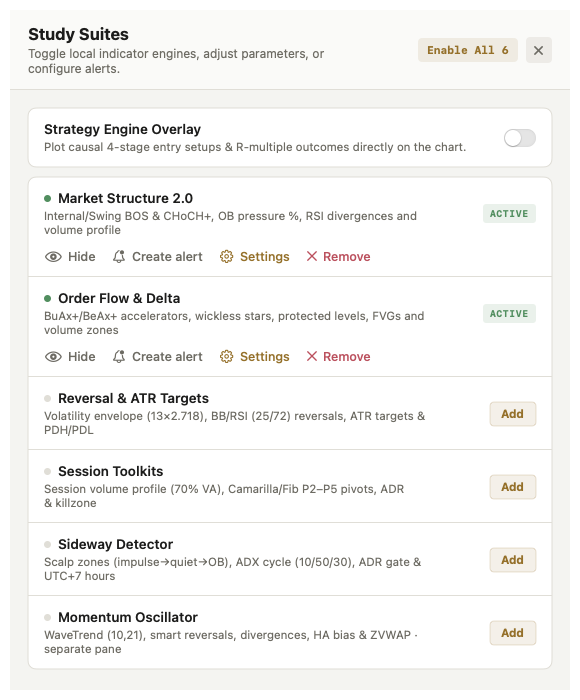 Study Suites
Toggle local indicator engines, adjust parameters, or
configure alerts.
Enable All 6
Strategy Engine Overlay
Plot causal 4-stage entry setups & R-multiple outcomes directly on the chart.
Market Structure 2.0
Internal/Swing BOS & CHoCH+, OB pressure %, RSI divergences and
volume profile
ACTIVE
Hide Create alert Settings Remove
Order Flow & Delta
BuAx+/BeAx+ accelerators, wickless stars, protected levels, FVGs and
volume zones
ACTIVE
Hide Create alert Settings Remove
Reversal & ATR Targets
Volatility envelope (13×2.718), BB/RSI (25/72) reversals, ATR targets &
PDH/PDL
Add
Session Toolkits
Session volume profile (70% VA), Camarilla/Fib P2–P5 pivots, ADR
& killzone
Add
Sideway Detector
Scalp zones (impulse→quiet→OB), ADX cycle (10/50/30), ADR gate &
UTC+7 hours
Add
Momentum Oscillator
WaveTrend (10,21), smart reversals, divergences, HA bias & ZVWAP ·
separate pane
Add